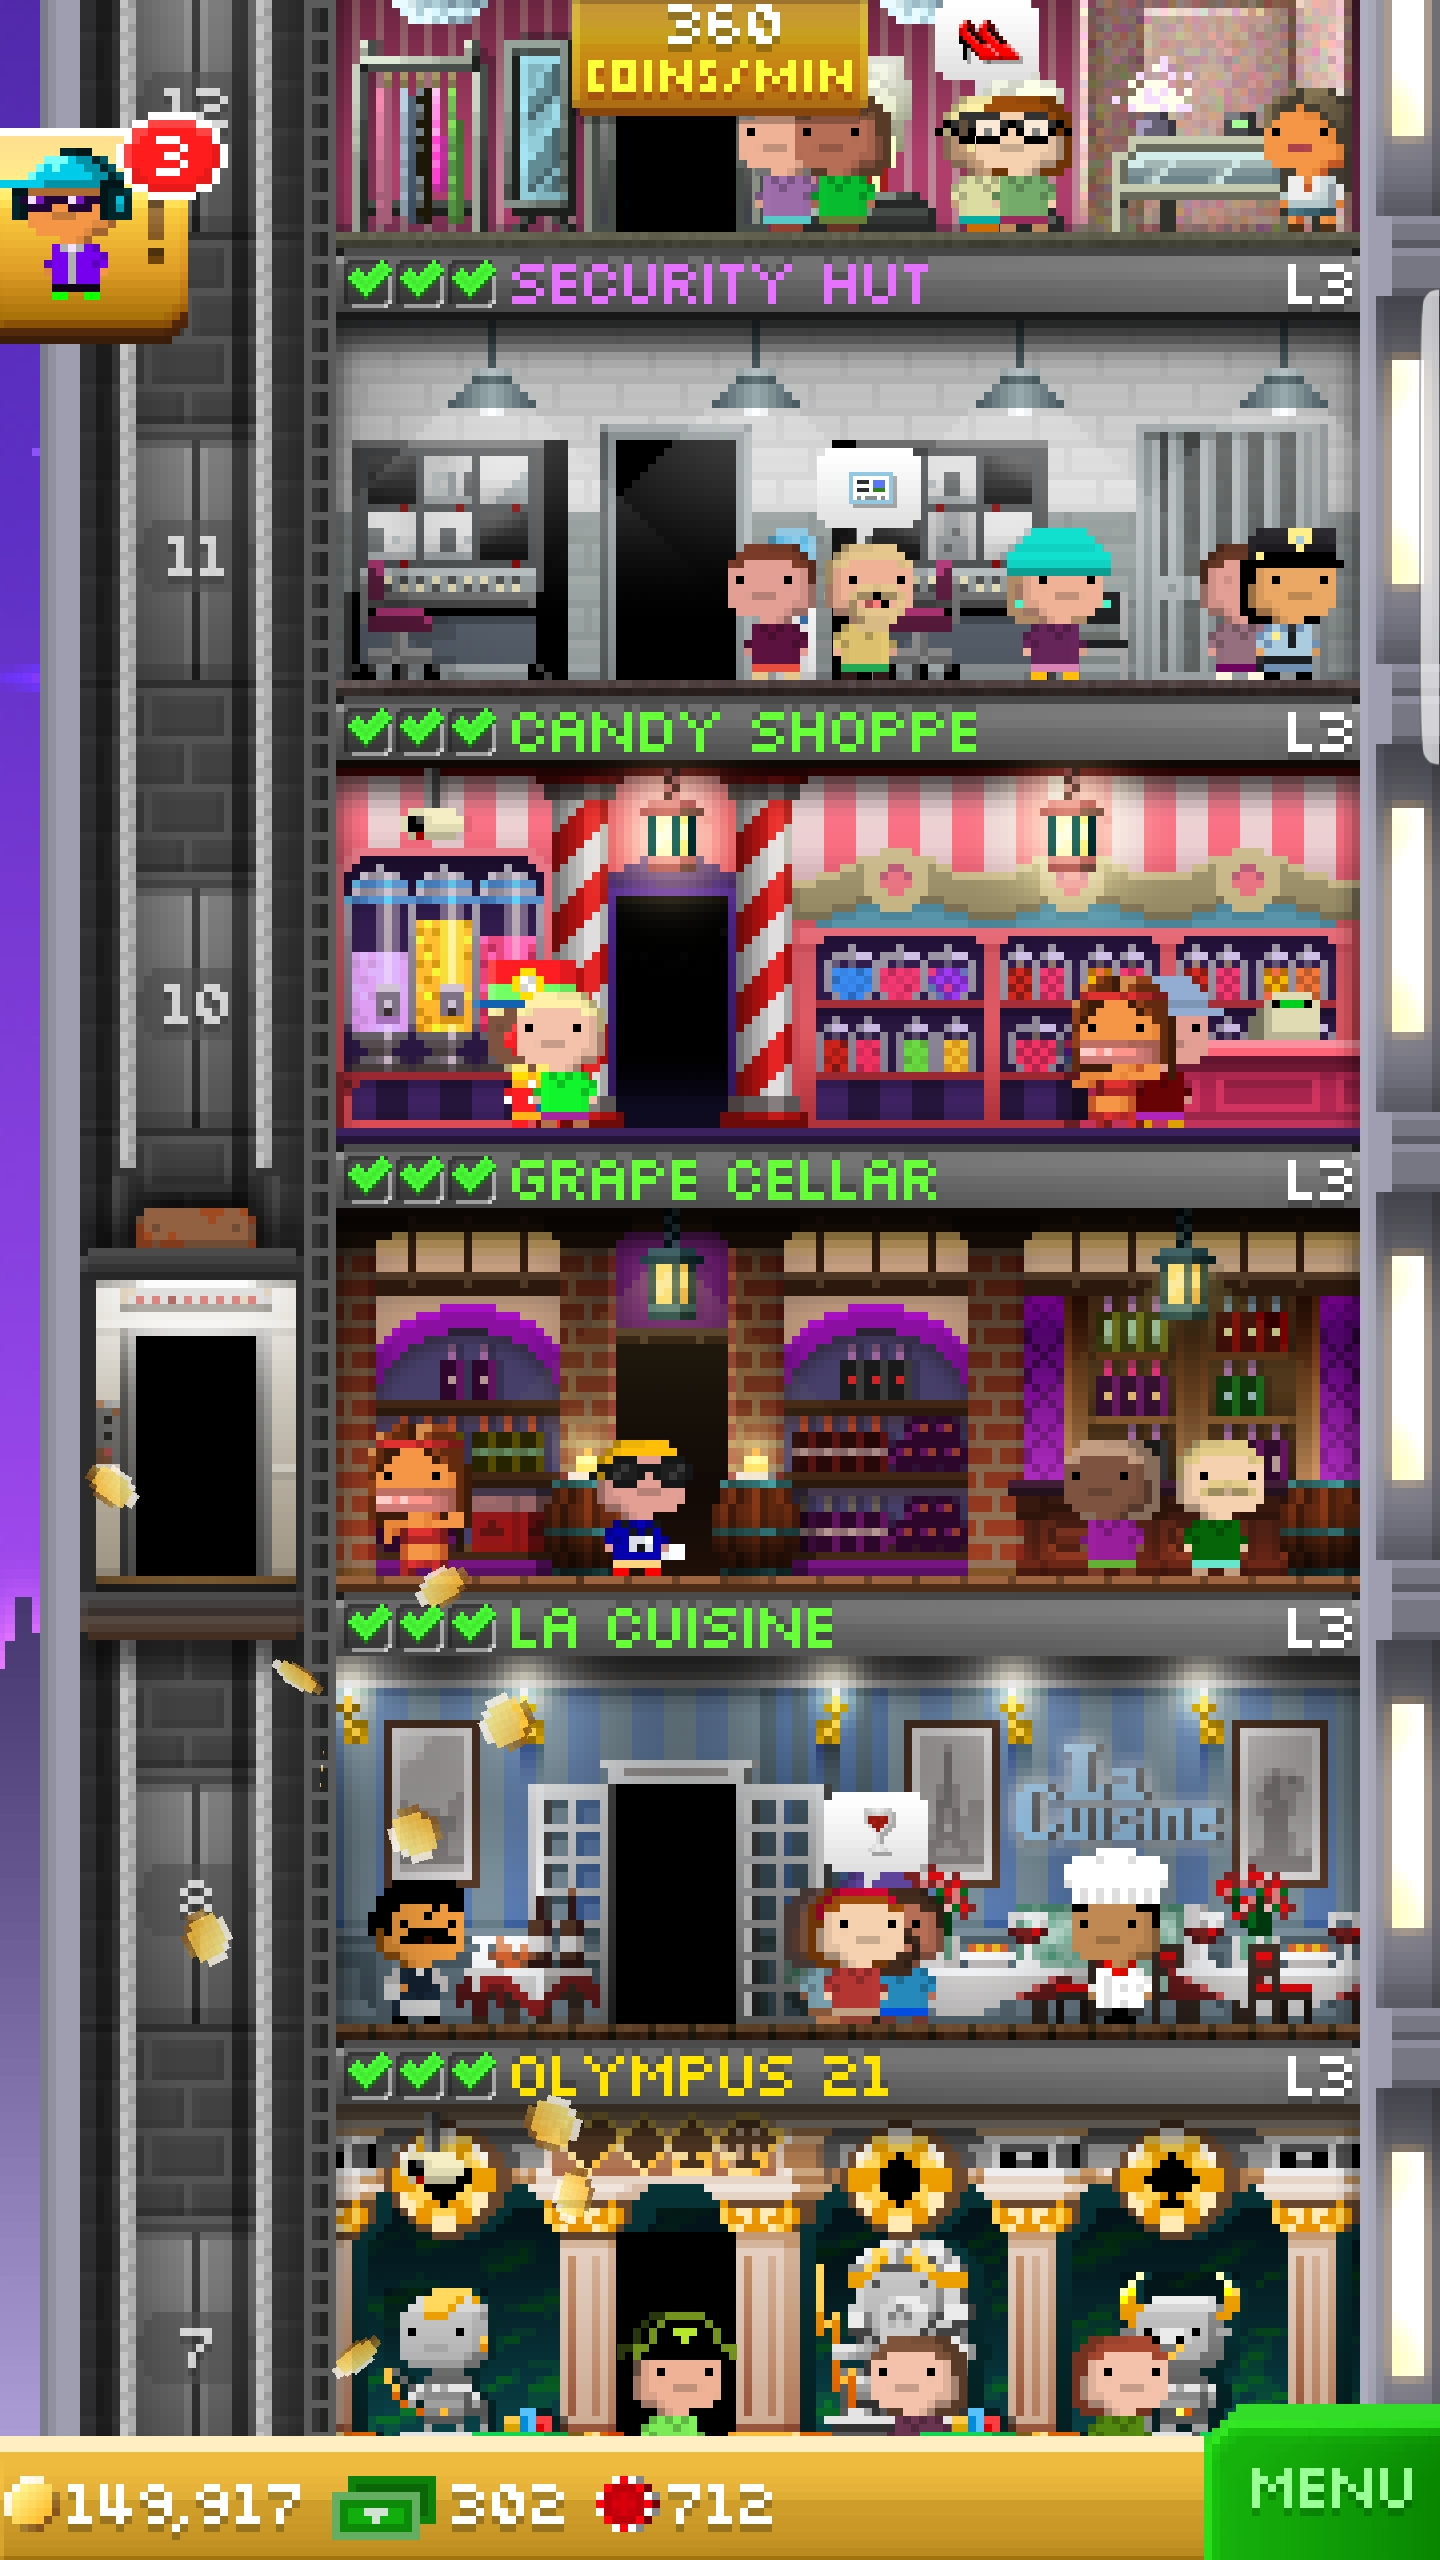 360
COINS/MIN
12
3
SECURITY HUT L3
11
CANDY SHOPPE L3
10
GRAPE CELLAR L3
LA CUISINE L3
La
Cuisine
8
OLYMPUS 21 L3
7
149,917 302 712 MENU